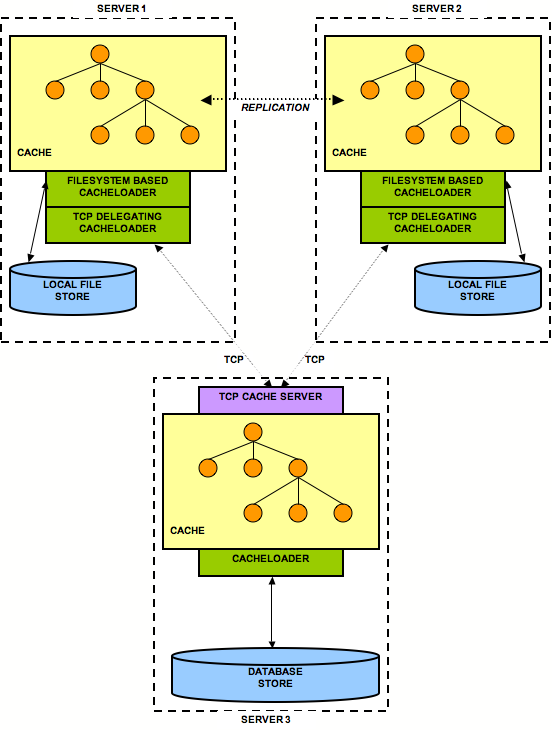 SERVER 1
SERVER 2
REPLICATION
CACHE
CACHE
FILESYSTEM BASED
CACHELOADER
TCP DELEGATING
CACHELOADER
FILESYSTEM BASED
CACHELOADER
TCP DELEGATING
CACHELOADER
LOCAL FILE
STORE
LOCAL FILE
STORE
TCP
TCP
TCP CACHE SERVER
CACHE
CACHELOADER
DATABASE
STORE
SERVER 3